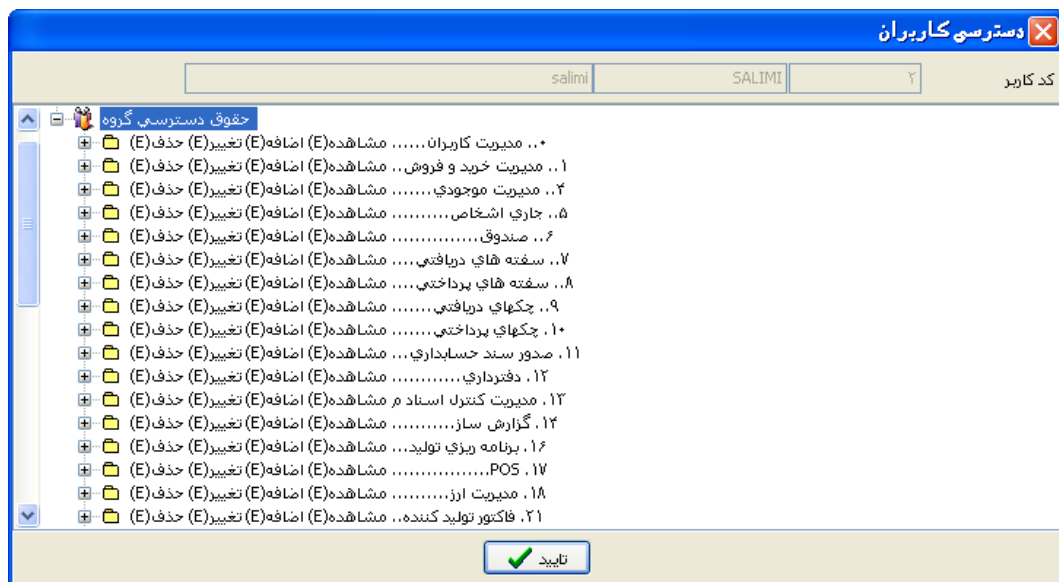 دسترسي كاربران
كد كاربر ۲ SALIMI salimi
حقوق دسترسي گروه
۰.. مديريت كاربران...... مشاهده(E) اضافه(E) تغيير(E) حذف(E)
۱.. مديريت خريد و فروش.. مشاهده(E) اضافه(E) تغيير(E) حذف(E)
۴.. مديريت موجودي....... مشاهده(E) اضافه(E) تغيير(E) حذف(E)
۵.. جاري اشخاص.......... مشاهده(E) اضافه(E) تغيير(E) حذف(E)
۶.. صندوق............... مشاهده(E) اضافه(E) تغيير(E) حذف(E)
۷.. سفته هاي دريافتي.... مشاهده(E) اضافه(E) تغيير(E) حذف(E)
۸.. سفته هاي پرداختي.... مشاهده(E) اضافه(E) تغيير(E) حذف(E)
۹.. چكهاي دريافتي....... مشاهده(E) اضافه(E) تغيير(E) حذف(E)
۱۰. چكهاي پرداختي....... مشاهده(E) اضافه(E) تغيير(E) حذف(E)
۱۱. صدور سند حسابداري... مشاهده(E) اضافه(E) تغيير(E) حذف(E)
۱۲. دفترداري............ مشاهده(E) اضافه(E) تغيير(E) حذف(E)
۱۳. مديريت كنترل اسناد م مشاهده(E) اضافه(E) تغيير(E) حذف(E)
۱۴. گزارش ساز........... مشاهده(E) اضافه(E) تغيير(E) حذف(E)
۱۶. برنامه ريزي توليد... مشاهده(E) اضافه(E) تغيير(E) حذف(E)
۱۷. POS................. مشاهده(E) اضافه(E) تغيير(E) حذف(E)
۱۸. مديريت ارز.......... مشاهده(E) اضافه(E) تغيير(E) حذف(E)
۲۱. فاكتور توليد كننده.. مشاهده(E) اضافه(E) تغيير(E) حذف(E)
تاييد